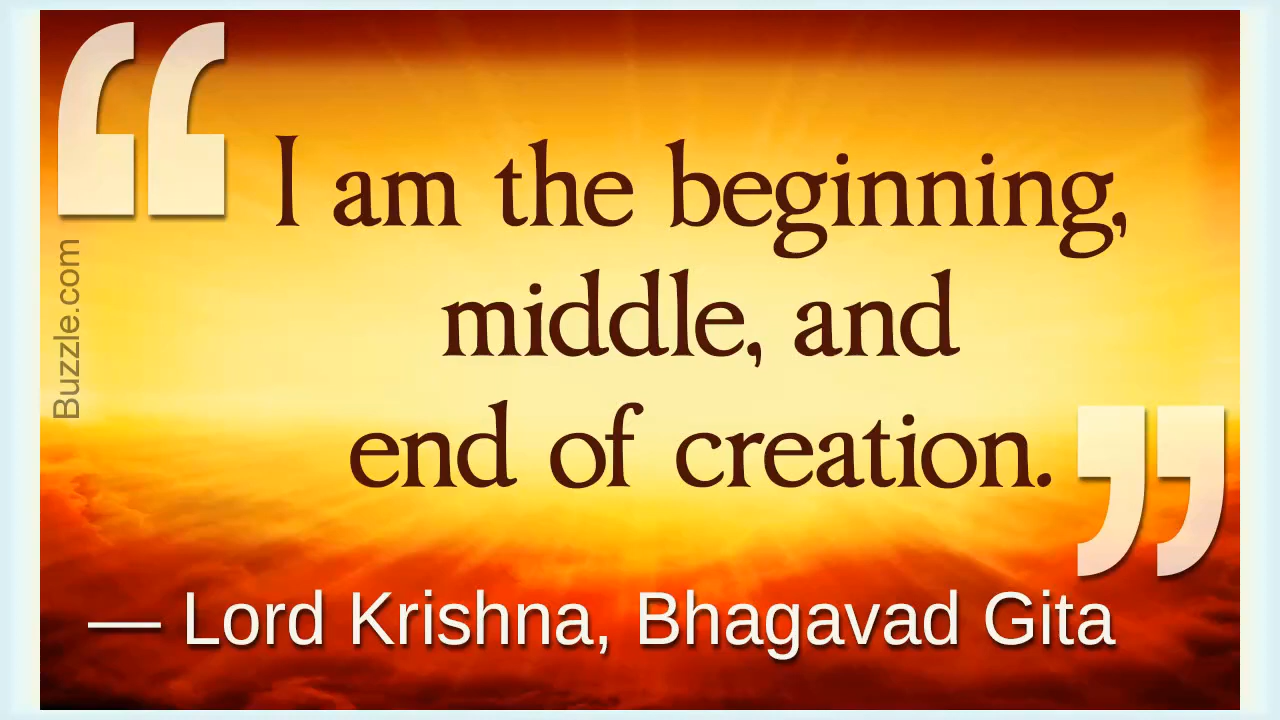 “
I am the beginning,
middle, and
end of creation.
”
— Lord Krishna, Bhagavad Gita
Buzzle.com